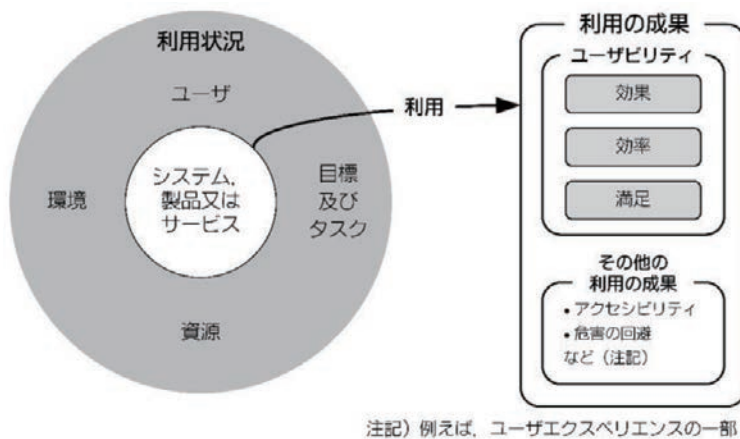 利用状況
ユーザ
環境
システム,
製品又は
サービス
目標
及び
タスク
資源
利用
利用の成果
ユーザビリティ
効果
効率
満足
その他の
利用の成果
• アクセシビリティ
• 危害の回避
など（注記）
注記）例えば，ユーザエクスペリエンスの一部